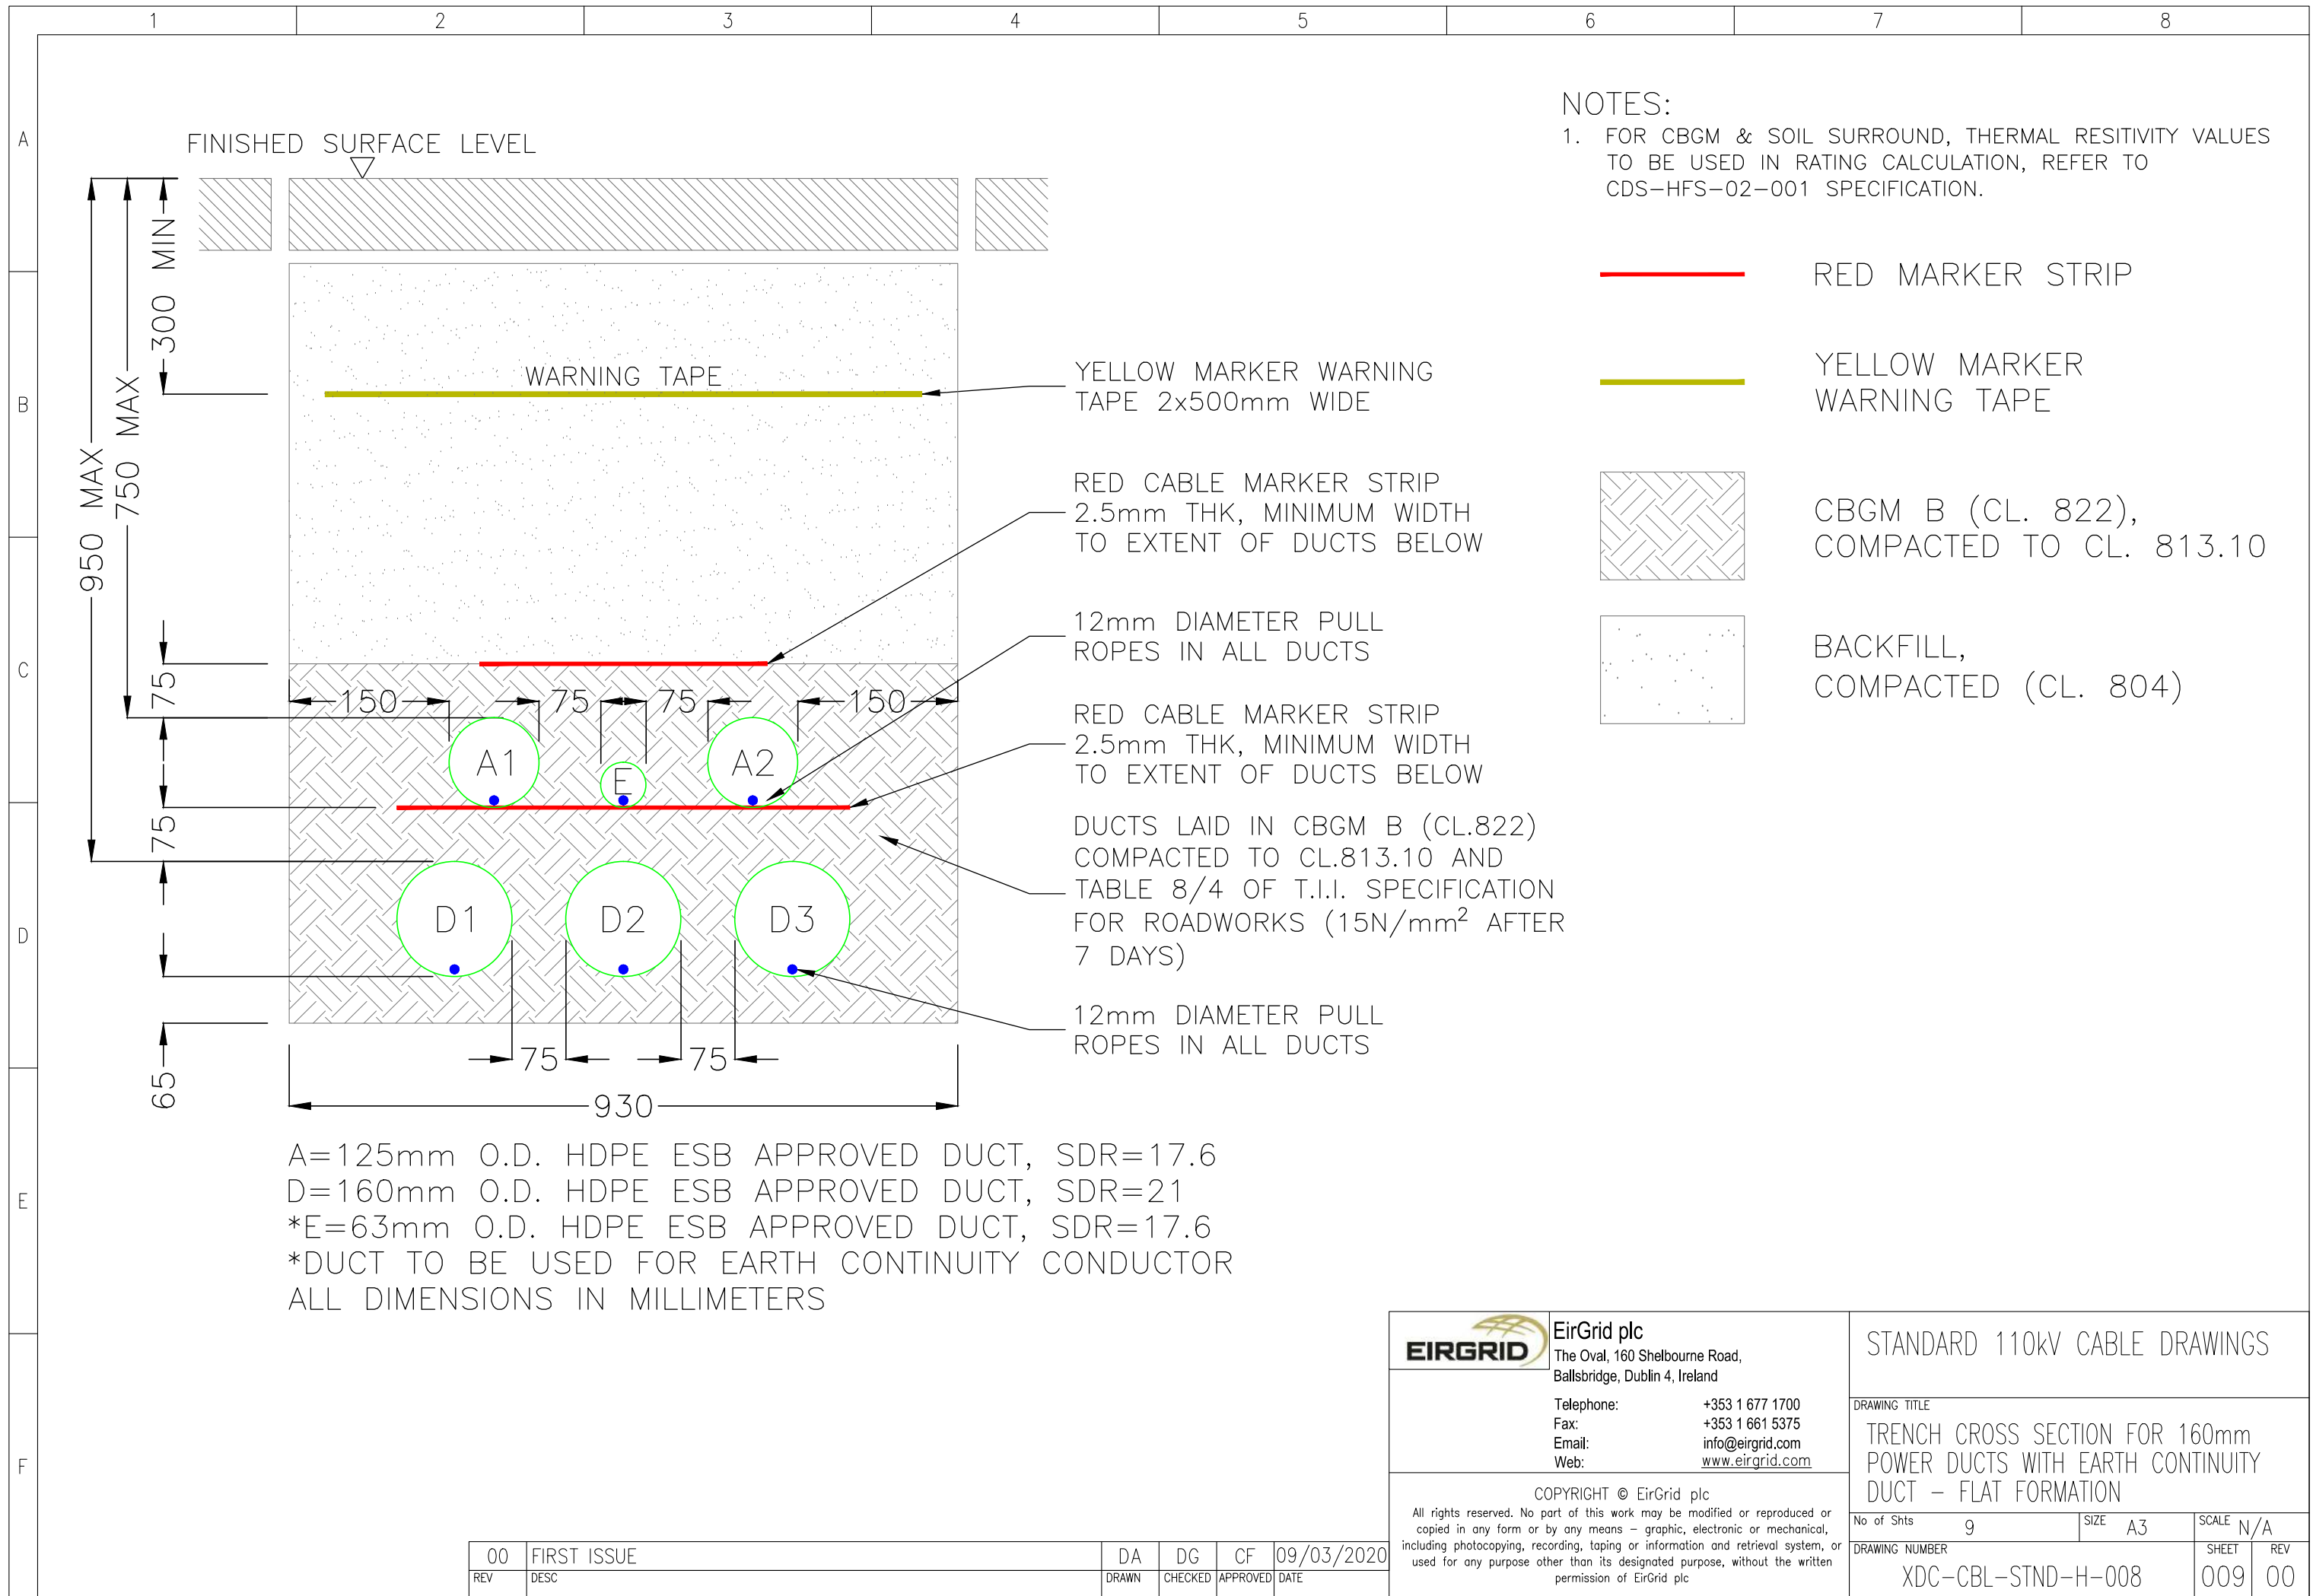 1 2 3 4 5 6 7 8
A
B
C
D
E
F
FINISHED SURFACE LEVEL
300 MIN
750 MAX
950 MAX
WARNING TAPE
75
150 75 75 150
A1 E A2
75
D1 D2 D3
65
75 75
930
YELLOW MARKER WARNING
TAPE 2x500mm WIDE
RED CABLE MARKER STRIP
2.5mm THK, MINIMUM WIDTH
TO EXTENT OF DUCTS BELOW
12mm DIAMETER PULL
ROPES IN ALL DUCTS
RED CABLE MARKER STRIP
2.5mm THK, MINIMUM WIDTH
TO EXTENT OF DUCTS BELOW
DUCTS LAID IN CBGM B (CL.822)
COMPACTED TO CL.813.10 AND
TABLE 8/4 OF T.I.I. SPECIFICATION
FOR ROADWORKS (15N/mm² AFTER
7 DAYS)
12mm DIAMETER PULL
ROPES IN ALL DUCTS
NOTES:
1. FOR CBGM & SOIL SURROUND, THERMAL RESITIVITY VALUES
TO BE USED IN RATING CALCULATION, REFER TO
CDS-HFS-02-001 SPECIFICATION.
RED MARKER STRIP
YELLOW MARKER
WARNING TAPE
CBGM B (CL. 822),
COMPACTED TO CL. 813.10
BACKFILL,
COMPACTED (CL. 804)
A=125mm O.D. HDPE ESB APPROVED DUCT, SDR=17.6
D=160mm O.D. HDPE ESB APPROVED DUCT, SDR=21
*E=63mm O.D. HDPE ESB APPROVED DUCT, SDR=17.6
*DUCT TO BE USED FOR EARTH CONTINUITY CONDUCTOR
ALL DIMENSIONS IN MILLIMETERS
EIRGRID
EirGrid plc
The Oval, 160 Shelbourne Road,
Ballsbridge, Dublin 4, Ireland
Telephone: +353 1 677 1700
Fax: +353 1 661 5375
Email: info@eirgrid.com
Web: www.eirgrid.com
COPYRIGHT © EirGrid plc
All rights reserved. No part of this work may be modified or reproduced or
copied in any form or by any means – graphic, electronic or mechanical,
including photocopying, recording, taping or information and retrieval system, or
used for any purpose other than its designated purpose, without the written
permission of EirGrid plc
STANDARD 110kV CABLE DRAWINGS
DRAWING TITLE
TRENCH CROSS SECTION FOR 160mm
POWER DUCTS WITH EARTH CONTINUITY
DUCT – FLAT FORMATION
No of Shts 9 SIZE A3 SCALE N/A
DRAWING NUMBER SHEET REV
XDC-CBL-STND-H-008 009 00
00 FIRST ISSUE DA DG CF 09/03/2020
REV DESC DRAWN CHECKED APPROVED DATE